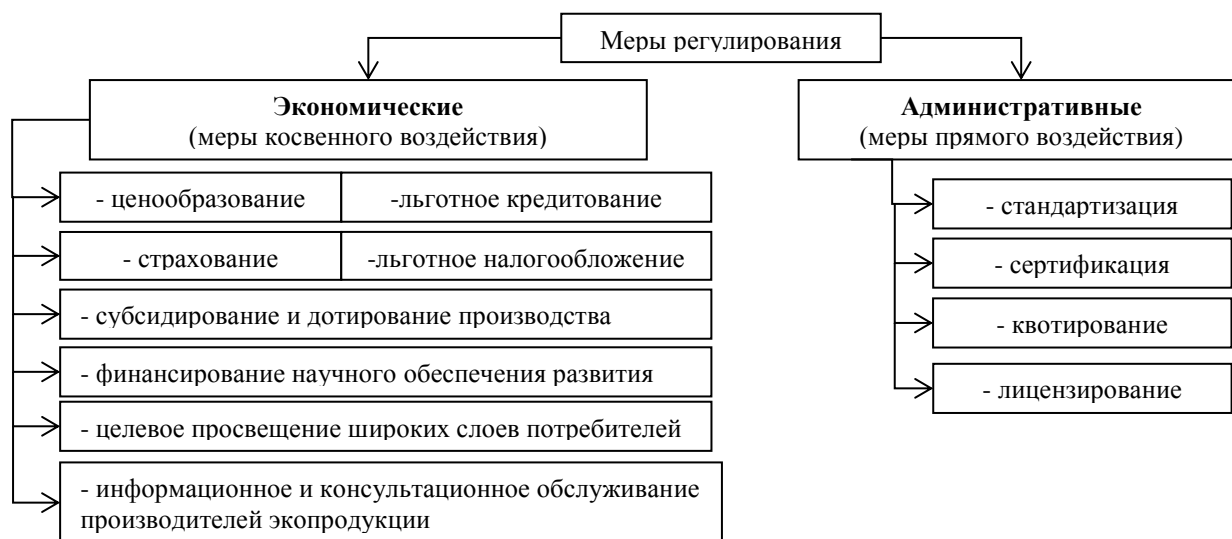 Меры регулирования
Экономические
(меры косвенного воздействия)
Административные
(меры прямого воздействия)
- ценообразование
-льготное кредитование
- страхование
-льготное налогообложение
- субсидирование и дотирование производства
- финансирование научного обеспечения развития
- целевое просвещение широких слоев потребителей
- информационное и консультационное обслуживание
производителей экопродукции
- стандартизация
- сертификация
- квотирование
- лицензирование